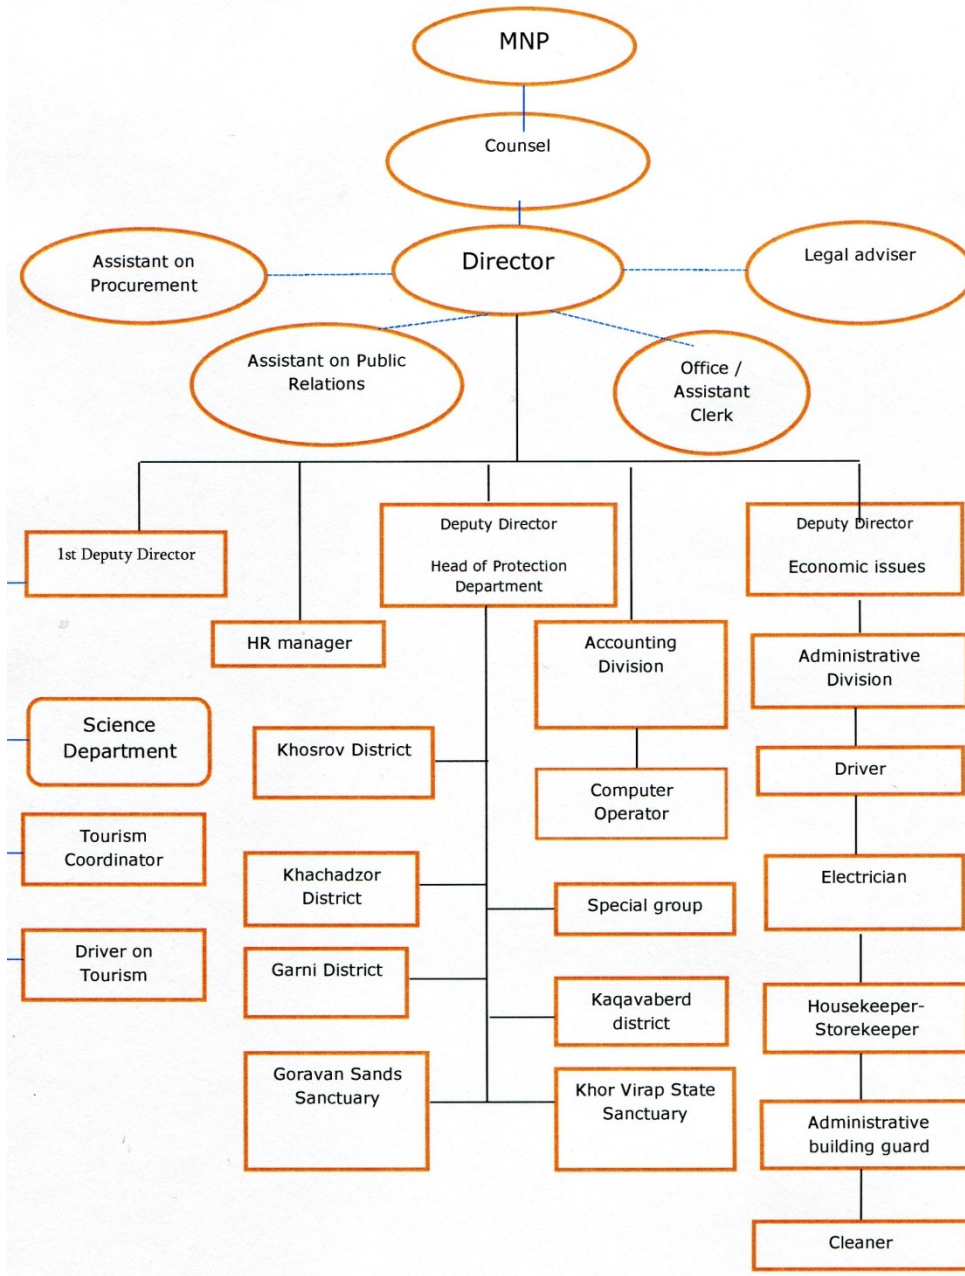 MNP
Counsel
Director
Assistant on
Procurement
Legal adviser
Assistant on Public
Relations
Office /
Assistant
Clerk
1st Deputy Director
HR manager
Deputy Director
Head of Protection
Department
Accounting
Division
Deputy Director
Economic issues
Administrative
Division
Science
Department
Khosrov District
Computer
Operator
Driver
Tourism
Coordinator
Khachadzor
District
Special group
Electrician
Driver on
Tourism
Garni District
Kaqavaberd
district
Housekeeper-
Storekeeper
Goravan Sands
Sanctuary
Khor Virap State
Sanctuary
Administrative
building guard
Cleaner